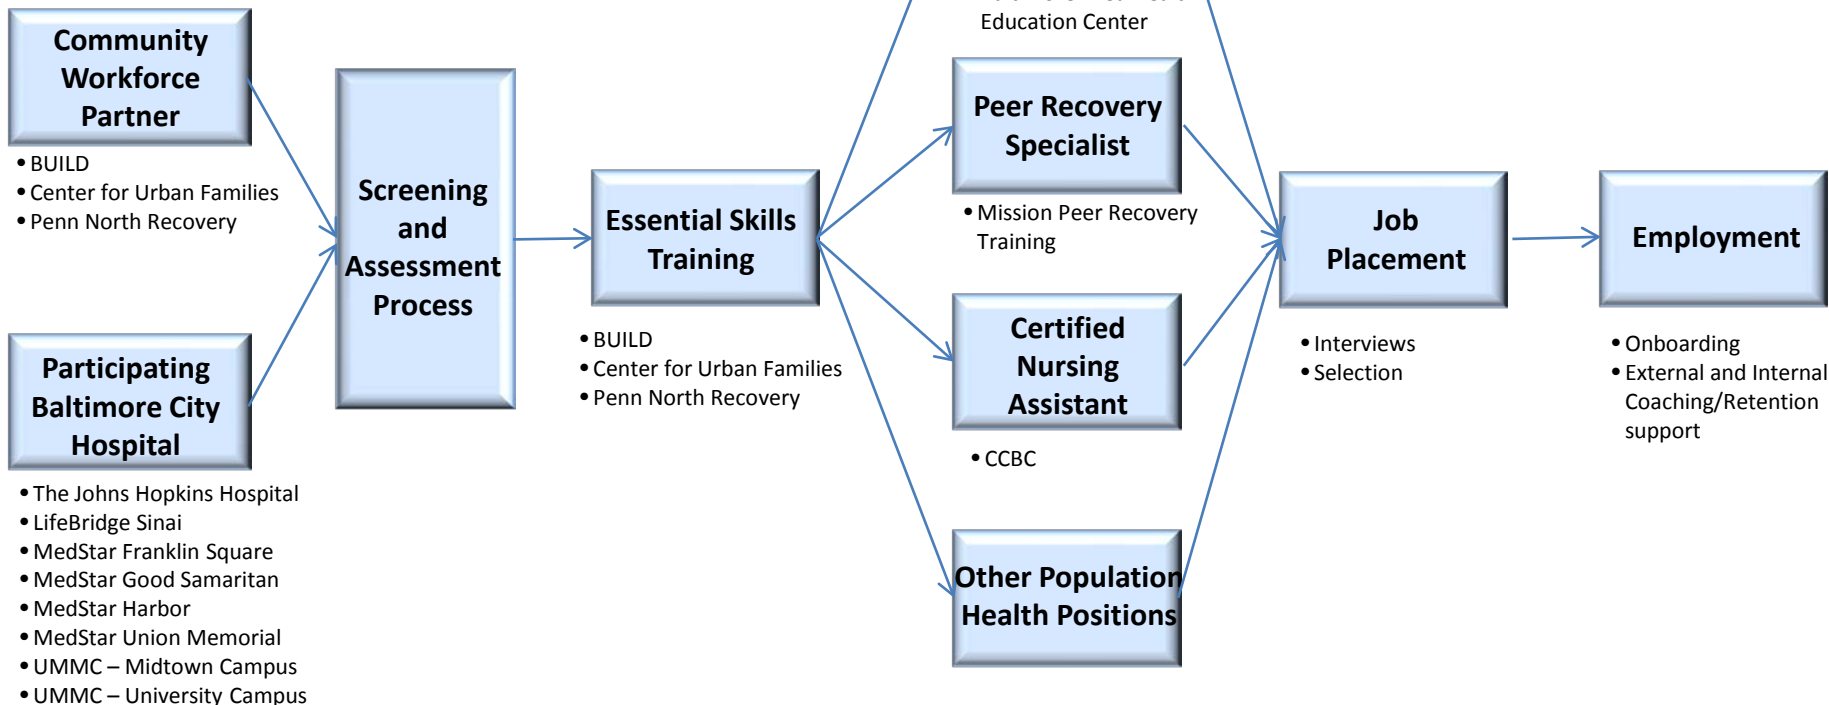 Community
Workforce
Partner
• BUILD
• Center for Urban Families
• Penn North Recovery
Participating
Baltimore City
Hospital
• The Johns Hopkins Hospital
• LifeBridge Sinai
• MedStar Franklin Square
• MedStar Good Samaritan
• MedStar Harbor
• MedStar Union Memorial
• UMMC – Midtown Campus
• UMMC – University Campus
Screening
and
Assessment
Process
Essential Skills
Training
• BUILD
• Center for Urban Families
• Penn North Recovery
Education Center
Peer Recovery
Specialist
• Mission Peer Recovery
Training
Certified
Nursing
Assistant
• CCBC
Other Population
Health Positions
Job
Placement
• Interviews
• Selection
Employment
• Onboarding
• External and Internal
Coaching/Retention
support